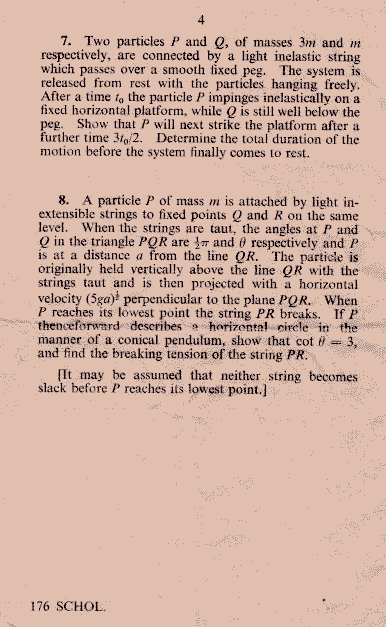 4
7. Two particles P and Q, of masses 3m and m
respectively, are connected by a light inelastic string
which passes over a smooth fixed peg. The system is
released from rest with the particles hanging freely.
After a time t₀ the particle P impinges inelastically on a
fixed horizontal platform, while Q is still well below the
peg. Show that P will next strike the platform after a
further time 3t₀/2. Determine the total duration of the
motion before the system finally comes to rest.
8. A particle P of mass m is attached by light in-
extensible strings to fixed points Q and R on the same
level. When the strings are taut, the angles at P and
Q in the triangle PQR are ½π and θ respectively and P
is at a distance a from the line QR. The particle is
originally held vertically above the line QR with the
strings taut and is then projected with a horizontal
velocity (5ga)^½ perpendicular to the plane PQR. When
P reaches its lowest point the string PR breaks. If P
thenceforward describes a horizontal circle in the
manner of a conical pendulum, show that cot θ = 3,
and find the breaking tension of the string PR.
[It may be assumed that neither string becomes
slack before P reaches its lowest point.]
176 SCHOL.